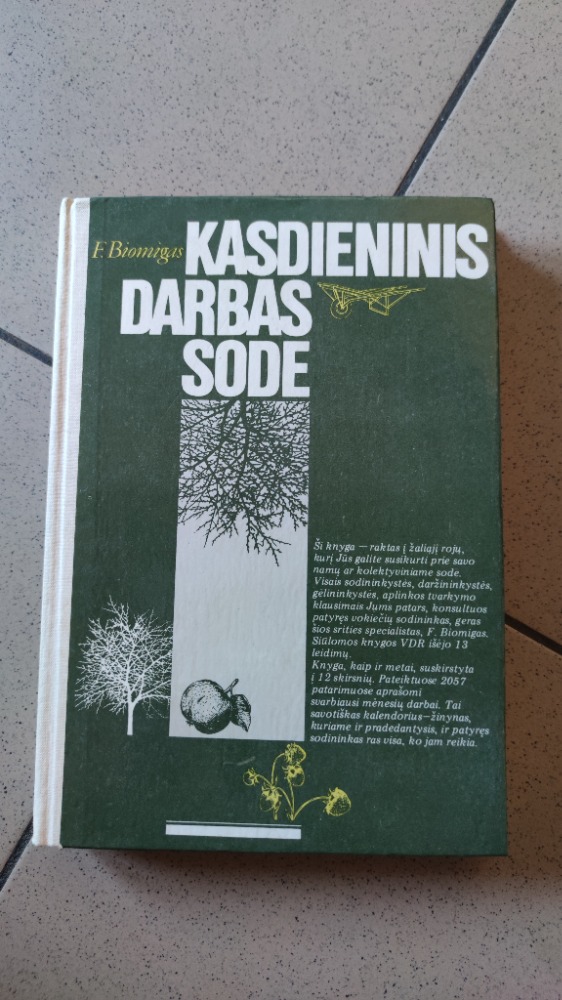 F. Biomigas KASDIENINIS
DARBAS
SODE
Ši knyga — raktas į žaliąjį rojų,
kurį Jūs galite susikurti prie savo
namų ar kolektyviniame sode.
Visais sodininkystės, daržininkystės,
gėlininkystės, aplinkos tvarkymo
klausimais Jums patars, konsultuos
patyręs vokiečių sodininkas, geras
šios srities specialistas, F. Biomigas.
Siūlomos knygos VDR išėjo 13
leidimų.
Knyga, kaip ir metai, suskirstyta
į 12 skirsnių. Pateiktuose 2057
patarimuose aprašomi
svarbiausi mėnesių darbai. Tai
savotiškas kalendorius—žinynas,
kuriame ir pradedantysis, ir patyręs
sodininkas ras visa, ko jam reikia.